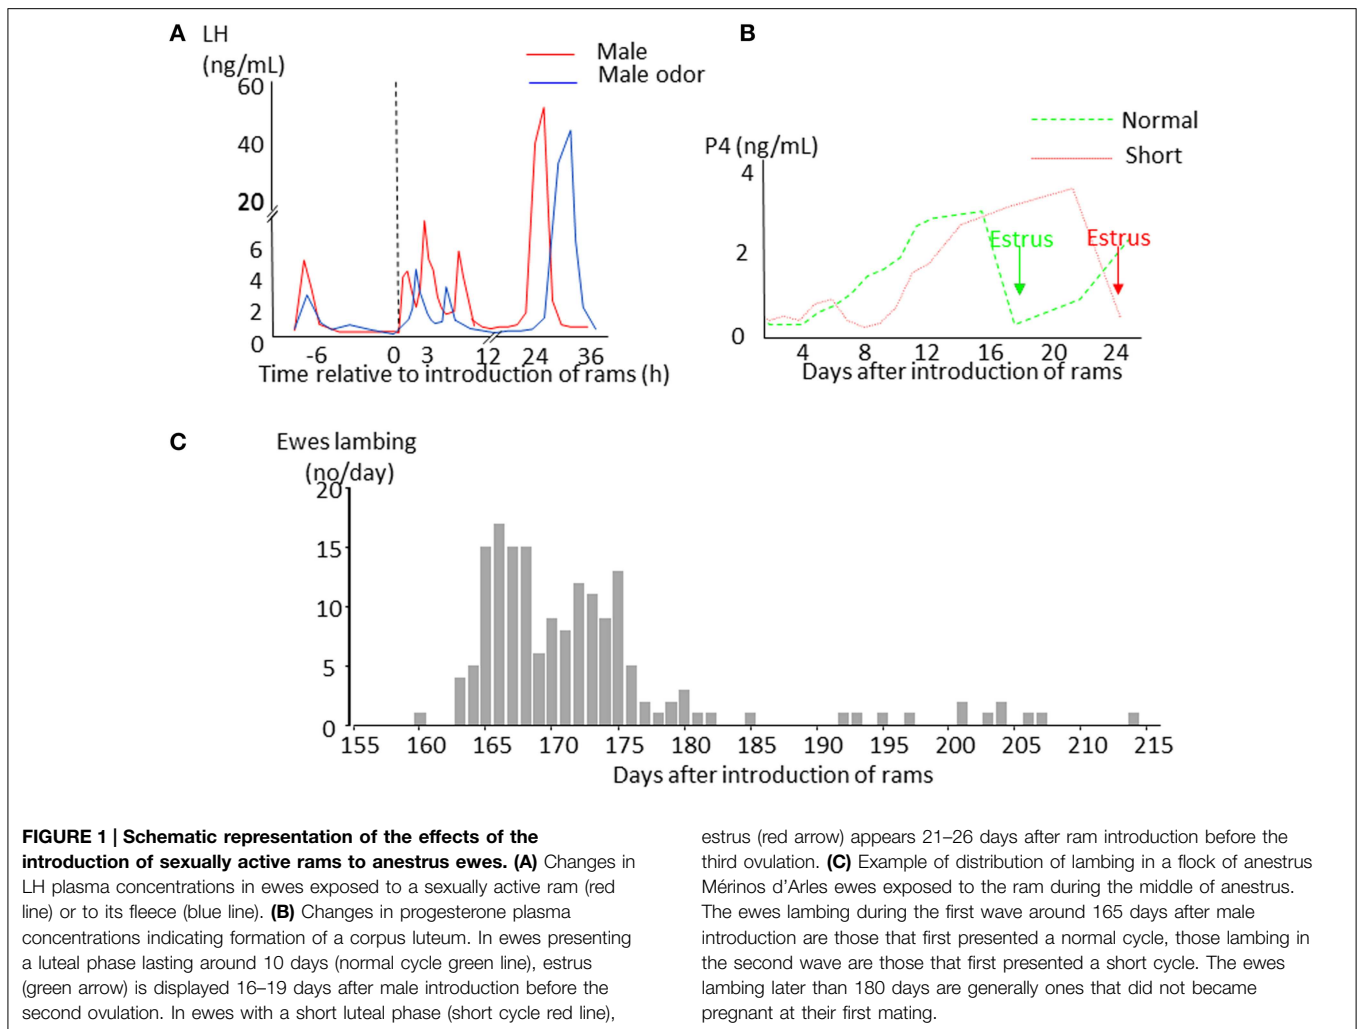 A
LH
(ng/mL)
Male
Male odor
60
40
20
6
4
2
0
-6 0 3 12 24 36
Time relative to introduction of rams (h)
B
P4 (ng/mL)
Normal
Short
4
2
0
Estrus
Estrus
4 8 12 16 20 24
Days after introduction of rams
C
Ewes lambing
(no/day)
20
15
10
5
0
155 160 165 170 175 180 185 190 195 200 205 210 215
Days after introduction of rams
FIGURE 1 | Schematic representation of the effects of the
introduction of sexually active rams to anestrus ewes. (A) Changes in
LH plasma concentrations in ewes exposed to a sexually active ram (red
line) or to its fleece (blue line). (B) Changes in progesterone plasma
concentrations indicating formation of a corpus luteum. In ewes presenting
a luteal phase lasting around 10 days (normal cycle green line), estrus
(green arrow) is displayed 16–19 days after male introduction before the
second ovulation. In ewes with a short luteal phase (short cycle red line),
estrus (red arrow) appears 21–26 days after ram introduction before the
third ovulation. (C) Example of distribution of lambing in a flock of anestrus
Mérinos d'Arles ewes exposed to the ram during the middle of anestrus.
The ewes lambing during the first wave around 165 days after male
introduction are those that first presented a normal cycle, those lambing in
the second wave are those that first presented a short cycle. The ewes
lambing later than 180 days are generally ones that did not became
pregnant at their first mating.